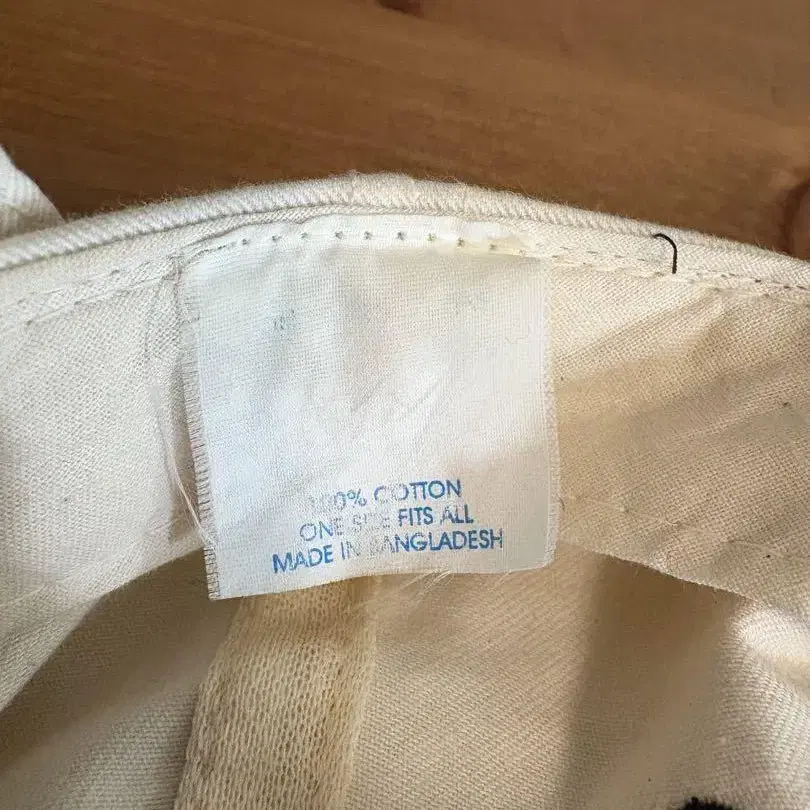 100% COTTON
ONE SIZE FITS ALL
MADE IN BANGLADESH